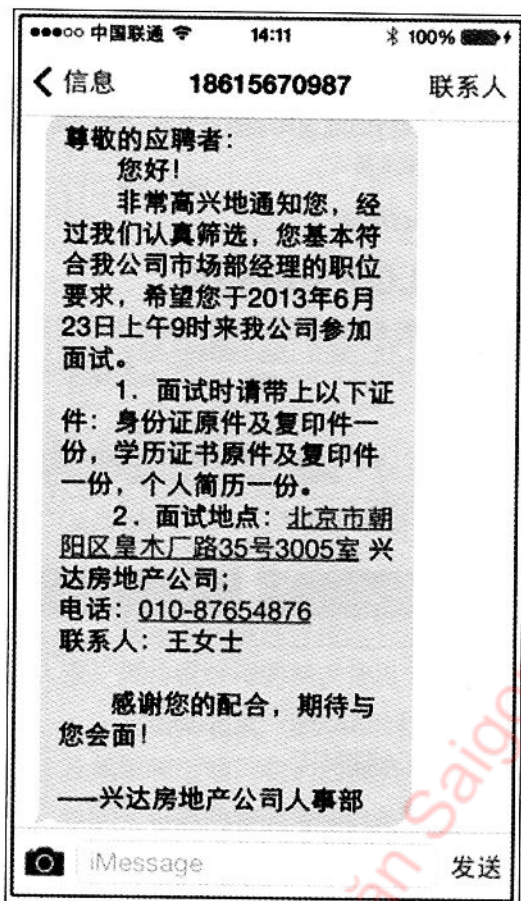 ●●●○○ 中国联通 14:11 100%
信息 18615670987 联系人
尊敬的应聘者：
您好！
非常高兴地通知您，经
过我们认真筛选，您基本符
合我公司市场部经理的职位
要求，希望您于2013年6月
23日上午9时来我公司参加
面试。
1．面试时请带上以下证
件：身份证原件及复印件一
份，学历证书原件及复印件
一份，个人简历一份。
2．面试地点：北京市朝
阳区皇木厂路35号3005室 兴
达房地产公司；
电话：010-87654876
联系人：王女士
感谢您的配合，期待与
您会面！
——兴达房地产公司人事部
iMessage 发送
ăn Saigo